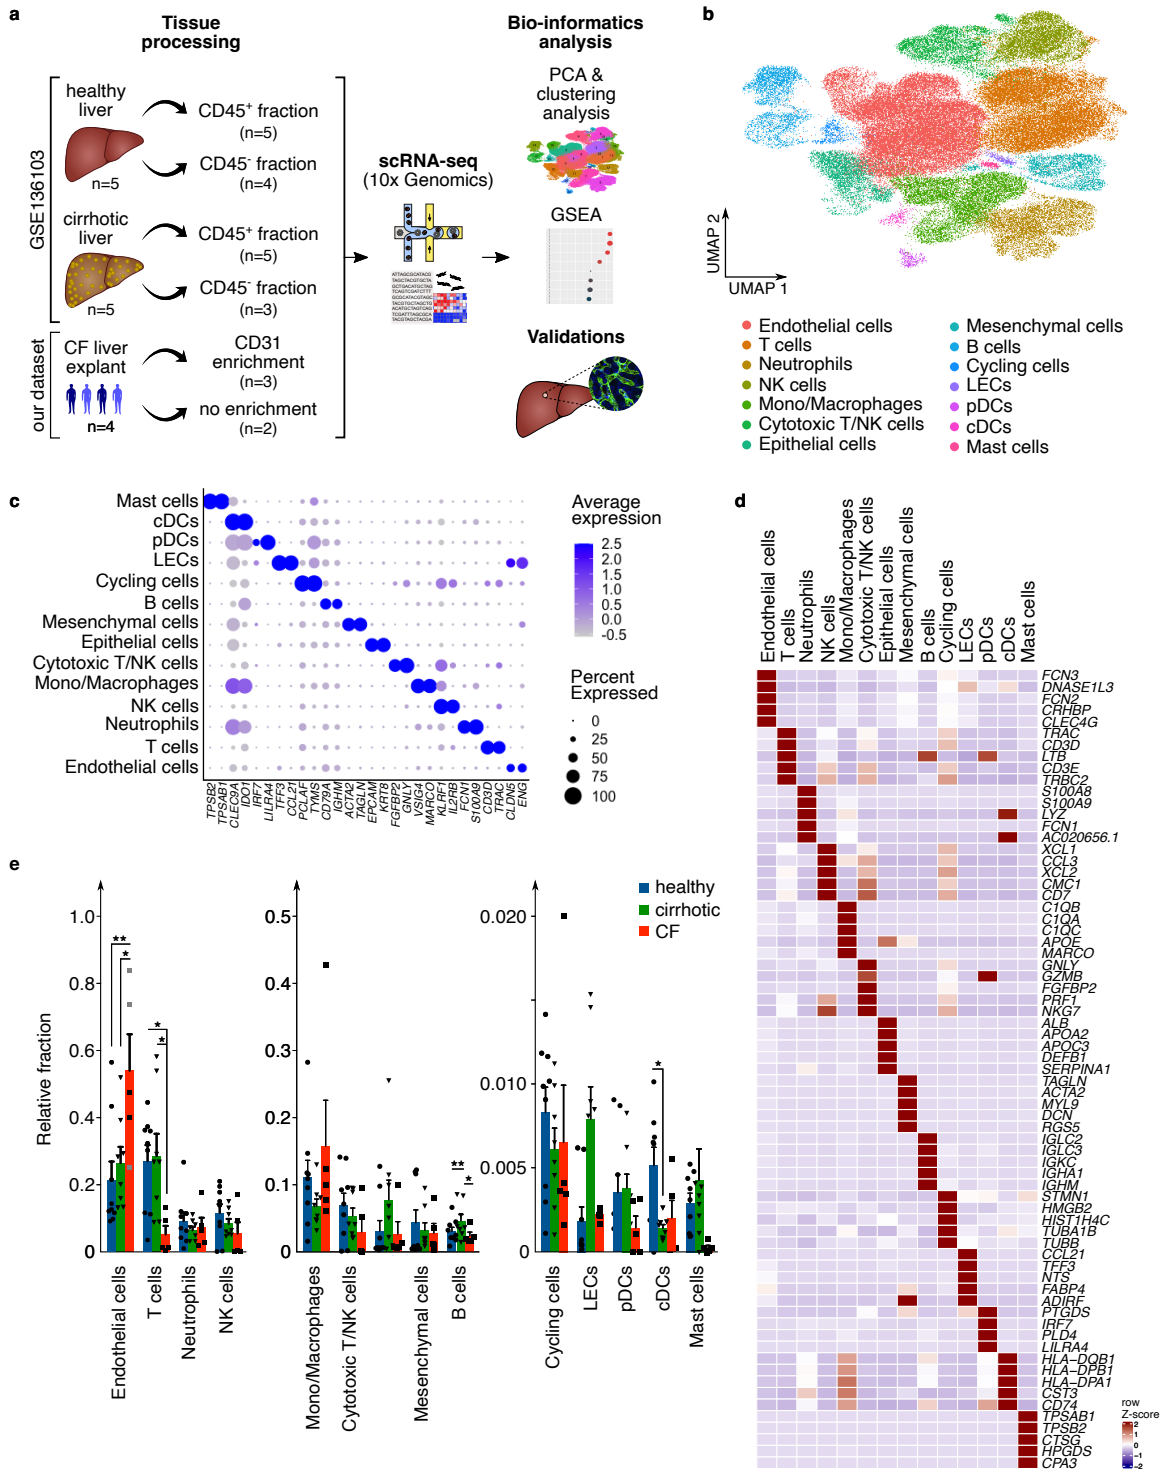 a
Tissue
processing
Bio-informatics
analysis
GSE136103
healthy
liver
n=5
CD45+ fraction
(n=5)
CD45- fraction
(n=4)
cirrhotic
liver
n=5
CD45+ fraction
(n=5)
CD45- fraction
(n=3)
our dataset
CF liver
explant
n=4
CD31
enrichment
(n=3)
no enrichment
(n=2)
scRNA-seq
(10x Genomics)
PCA &
clustering
analysis
GSEA
Validations
b
UMAP 2
UMAP 1
Endothelial cells
T cells
Neutrophils
NK cells
Mono/Macrophages
Cytotoxic T/NK cells
Epithelial cells
Mesenchymal cells
B cells
Cycling cells
LECs
pDCs
cDCs
Mast cells
c
Mast cells
cDCs
pDCs
LECs
Cycling cells
B cells
Mesenchymal cells
Epithelial cells
Cytotoxic T/NK cells
Mono/Macrophages
NK cells
Neutrophils
T cells
Endothelial cells
TPSB2
TPSAB1
CLEC9A
IDO1
IRF7
LILRA4
TFF3
CCL21
PCLAF
TYMS
CD79A
IGHM
ACTA2
TAGLN
EPCAM
KRT8
FGFBP2
GNLY
VSIG4
MARCO
KLRF1
IL2RB
FCN1
S100A9
CD3D
TRAC
CLDN5
ENG
Average
expression
2.5
2.0
1.5
1.0
0.0
-0.5
Percent
Expressed
0
25
50
75
100
d
Endothelial cells
T cells
Neutrophils
NK cells
Mono/Macrophages
Cytotoxic T/NK cells
Epithelial cells
Mesenchymal cells
B cells
Cycling cells
LECs
pDCs
cDCs
Mast cells
FCN3
DNASE1L3
FCN2
CRHBP
CLEC4G
TRAC
CD3D
LTB
CD3E
TRBC2
S100A8
S100A9
LYZ
FCN1
AC020656.1
XCL1
CCL3
XCL2
CMC1
CD7
C1QB
C1QA
C1QC
APOE
MARCO
GNLY
GZMB
FGFBP2
PRF1
NKG7
ALB
APOA2
APOC3
DEFB1
SERPINA1
TAGLN
ACTA2
MYL9
DCN
RGS5
IGLC2
IGLC3
IGKC
IGHA1
IGHM
STMN1
HMGB2
HIST1H4C
TUBA1B
TUBB
CCL21
TFF3
NTS
FABP4
ADIRF
PTGDS
IRF7
PLD4
LILRA4
HLA-DQB1
HLA-DPB1
HLA-DPA1
CST3
CD74
TPSAB1
TPSB2
CTSG
HPGDS
CPA3
row
Z-score
2
1
0
-1
-2
e
Relative fraction
1.0
0.8
0.6
0.4
0.2
0
**
*
*
*
Endothelial cells
T cells
Neutrophils
NK cells
0.5
0.4
0.3
0.2
0.1
0
**
*
Mono/Macrophages
Cytotoxic T/NK cells
Mesenchymal cells
B cells
0.020
0.010
0.005
0
*
Cycling cells
LECs
pDCs
cDCs
Mast cells
healthy
cirrhotic
CF